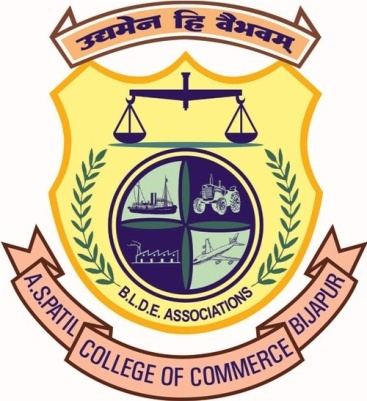 उद्यमेन हि वैभवम्
B.L.D.E. ASSOCIATIONS
A.S.PATIL COLLEGE OF COMMERCE BIJAPUR